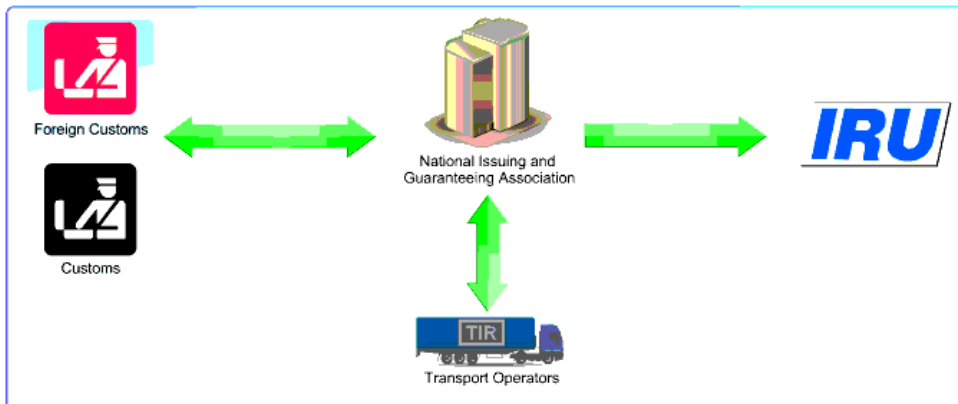 Foreign Customs
Customs
National Issuing and
Guaranteeing Association
IRU
TIR
Transport Operators